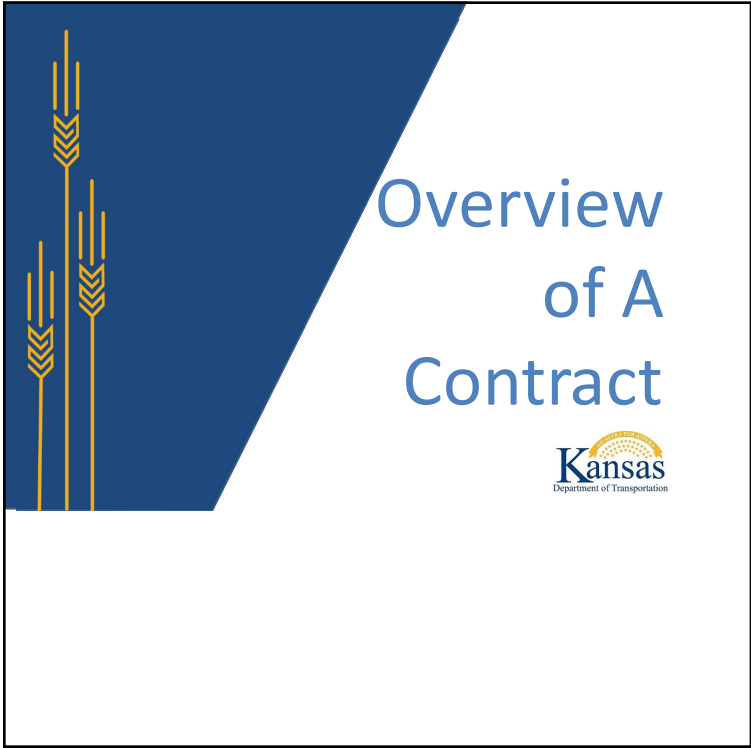 Overview
of A
Contract
Kansas
Department of Transportation